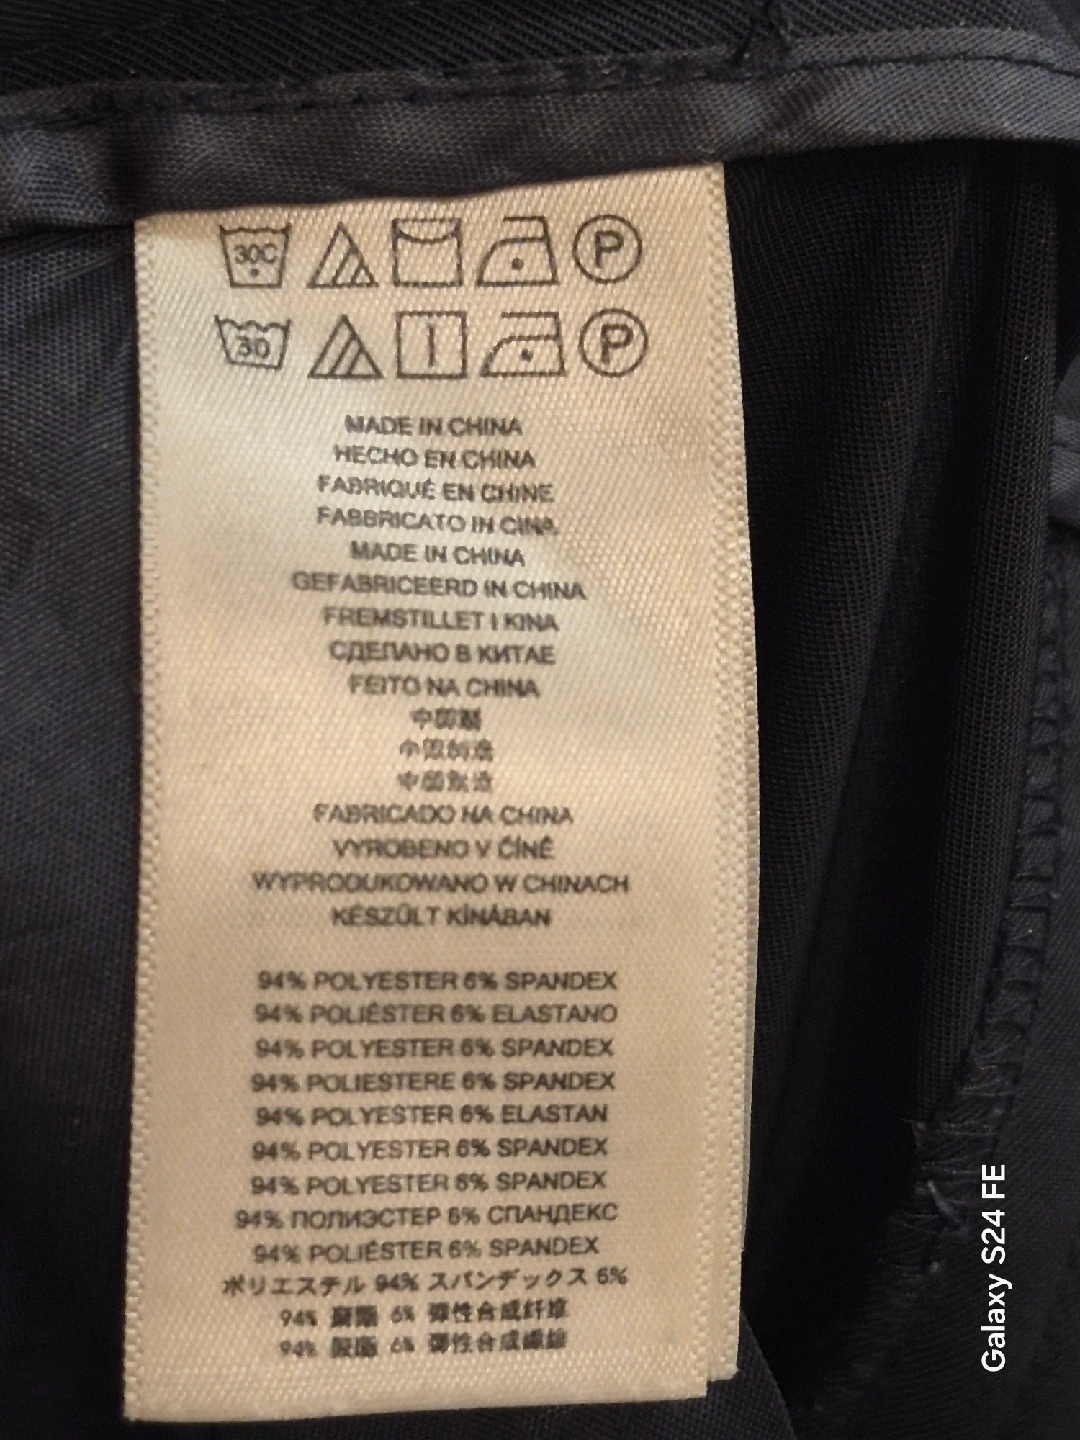 30C P
30 P
MADE IN CHINA
HECHO EN CHINA
FABRIQUÉ EN CHINE
FABBRICATO IN CINA
MADE IN CHINA
GEFABRICEERD IN CHINA
FREMSTILLET I KINA
СДЕЛАНО В КИТАЕ
FEITO NA CHINA
中国製
中国制造
中國製造
FABRICADO NA CHINA
VYROBENO V ČÍNĚ
WYPRODUKOWANO W CHINACH
KÉSZÜLT KÍNÁBAN
94% POLYESTER 6% SPANDEX
94% POLIÉSTER 6% ELASTANO
94% POLYESTER 6% SPANDEX
94% POLIESTERE 6% SPANDEX
94% POLYESTER 6% ELASTAN
94% POLYESTER 6% SPANDEX
94% POLYESTER 6% SPANDEX
94% ПОЛИЭСТЕР 6% СПАНДЕКС
94% POLIÉSTER 6% SPANDEX
ポリエステル 94% スパンデックス 6%
94% 6% 弹性合成纤维
94% 6% 彈性合成纖維
Galaxy S24 FE